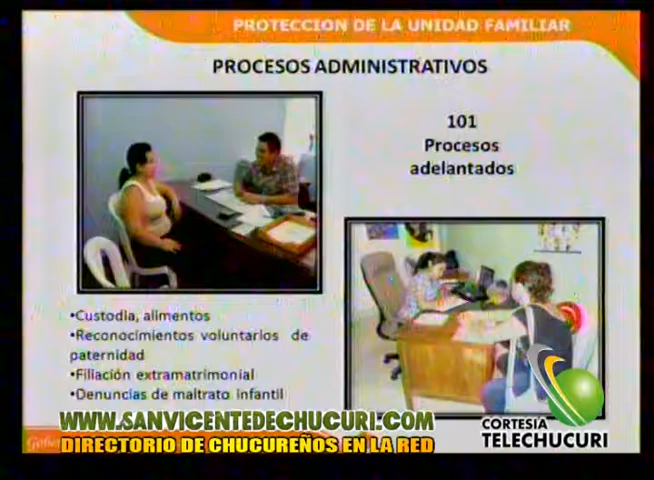 PROTECCION DE LA UNIDAD FAMILIAR
PROCESOS ADMINISTRATIVOS
101
Procesos
adelantados
•Custodia, alimentos
•Reconocimientos voluntarios de
paternidad
•Filiación extramatrimonial
•Denuncias de maltrato infantil
WWW.SANVICENTEDECHUCURI.COM
DIRECTORIO DE CHUCUREÑOS EN LA RED
CORTESIA
TELECHUCURI